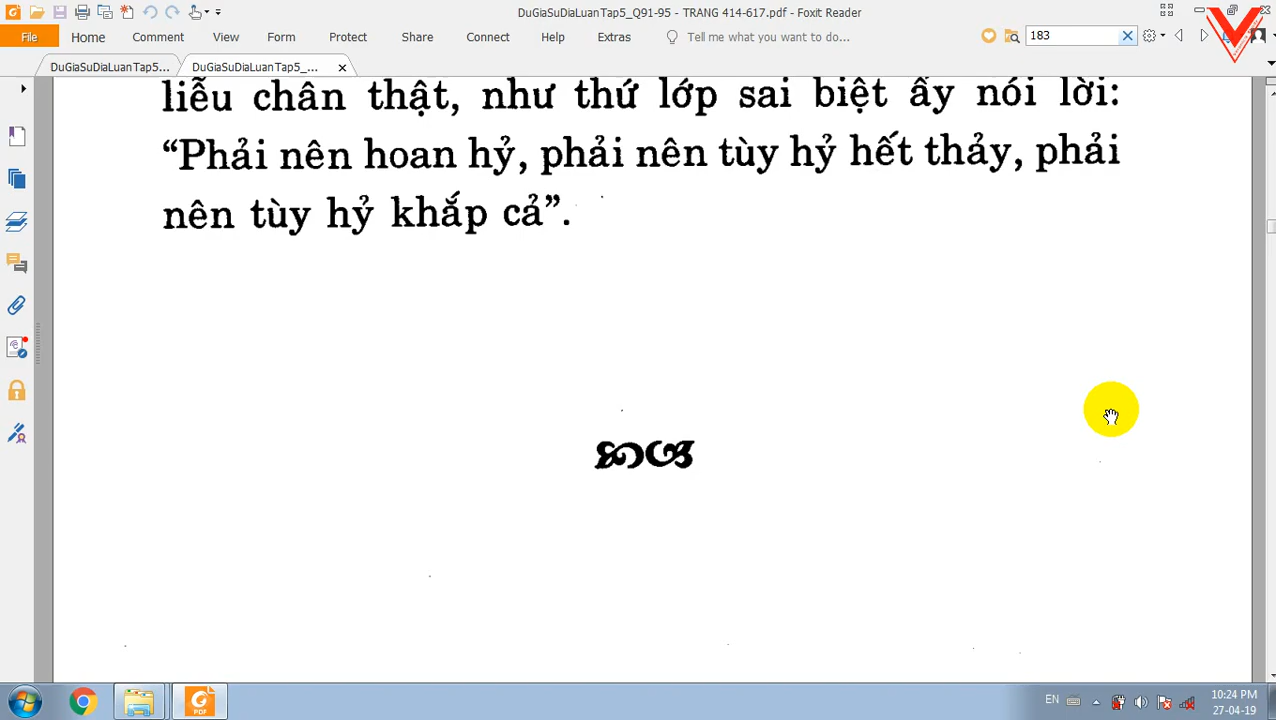 DuGiaSuDiaLuanTap5_Q91-95 - TRANG 414-617.pdf - Foxit Reader
File Home Comment View Form Protect Share Connect Help Extras Tell me what you want to do... 183
DuGiaSuDiaLuanTap5... DuGiaSuDiaLuanTap5_...
liễu chân thật, như thứ lớp sai biệt ấy nói lời:
“Phải nên hoan hỷ, phải nên tùy hỷ hết thảy, phải
nên tùy hỷ khắp cả”.
PDF
EN
10:24 PM
27-04-19